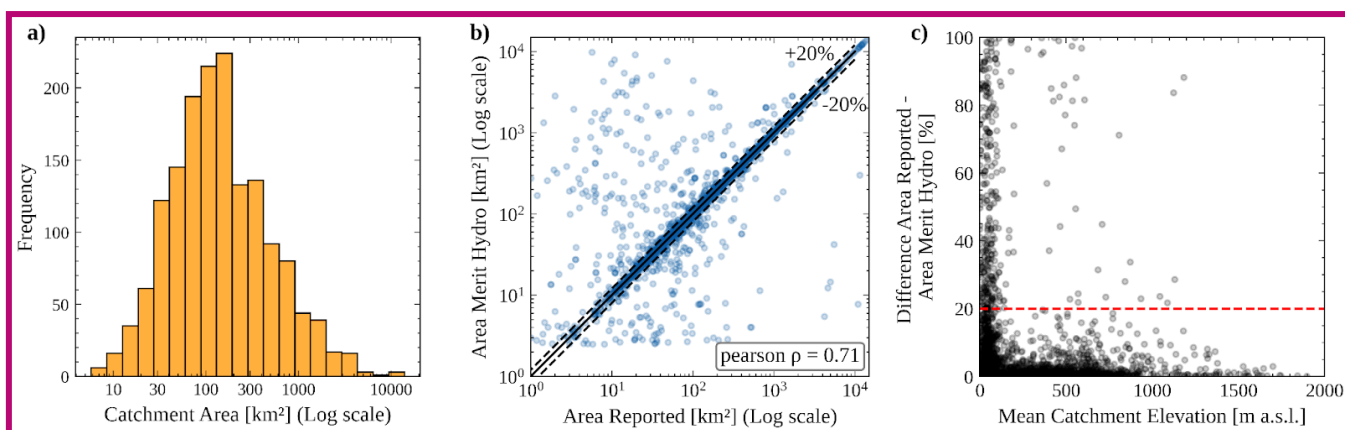 a)
200
150
100
50
0
Frequency
10 30 100 300 1000 10000
Catchment Area [km²] (Log scale)
b)
10⁴
10³
10²
10¹
10⁰
Area Merit Hydro [km²] (Log scale)
+20%
-20%
pearson ρ = 0.71
10⁰ 10¹ 10² 10³ 10⁴
Area Reported [km²] (Log scale)
c)
100
80
60
40
20
0
Difference Area Reported -
Area Merit Hydro [%]
0 500 1000 1500 2000
Mean Catchment Elevation [m a.s.l.]